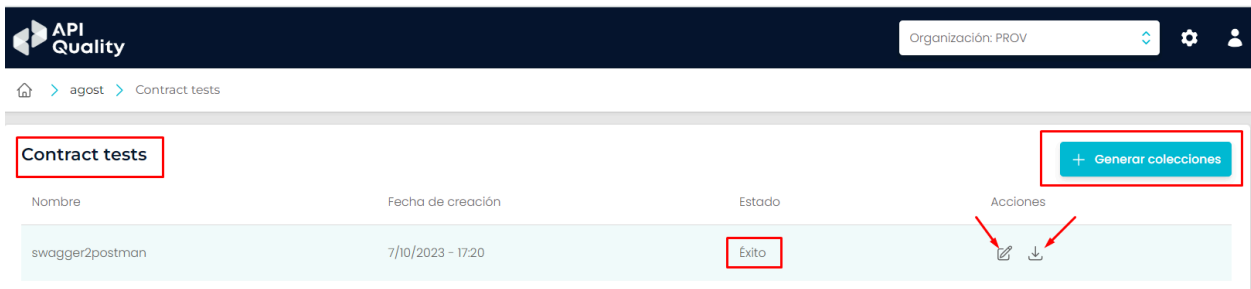 API
Quality
Organización: PROV
agost
Contract tests
Contract tests
Generar colecciones
Nombre
Fecha de creación
Estado
Acciones
swagger2postman
7/10/2023 - 17:20
Éxito